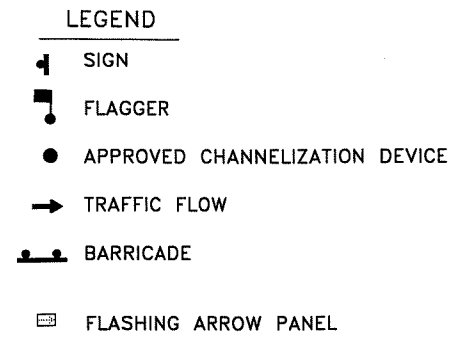 LEGEND
SIGN
FLAGGER
APPROVED CHANNELIZATION DEVICE
TRAFFIC FLOW
BARRICADE
FLASHING ARROW PANEL